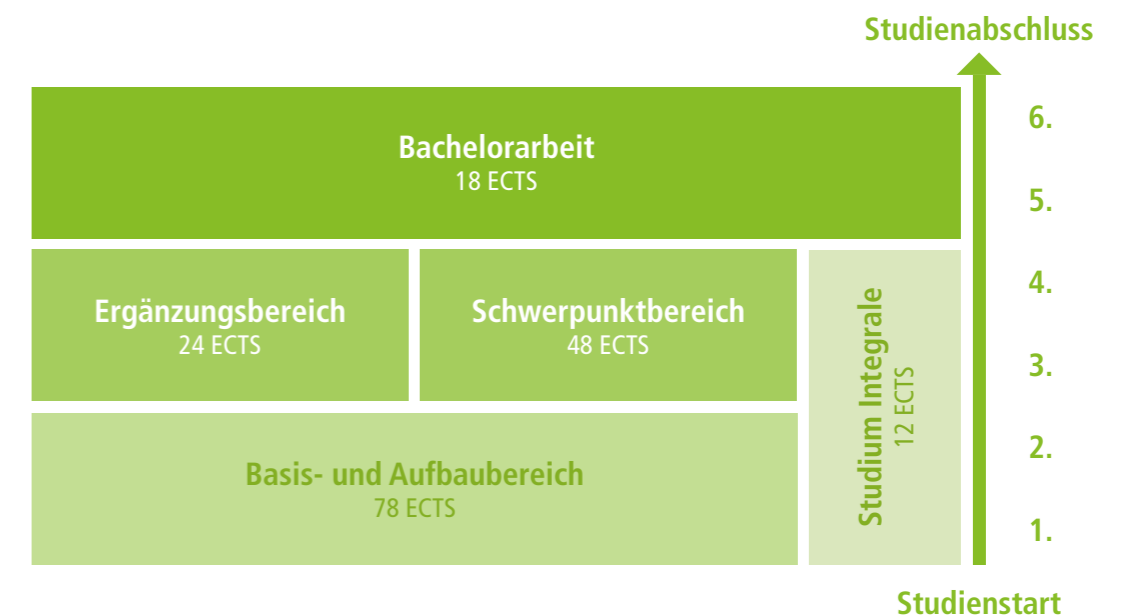 Studienabschluss
6.
Bachelorarbeit
18 ECTS
5.
4.
Ergänzungsbereich
24 ECTS
Schwerpunktbereich
48 ECTS
Studium Integrale
12 ECTS
3.
2.
Basis- und Aufbaubereich
78 ECTS
1.
Studienstart